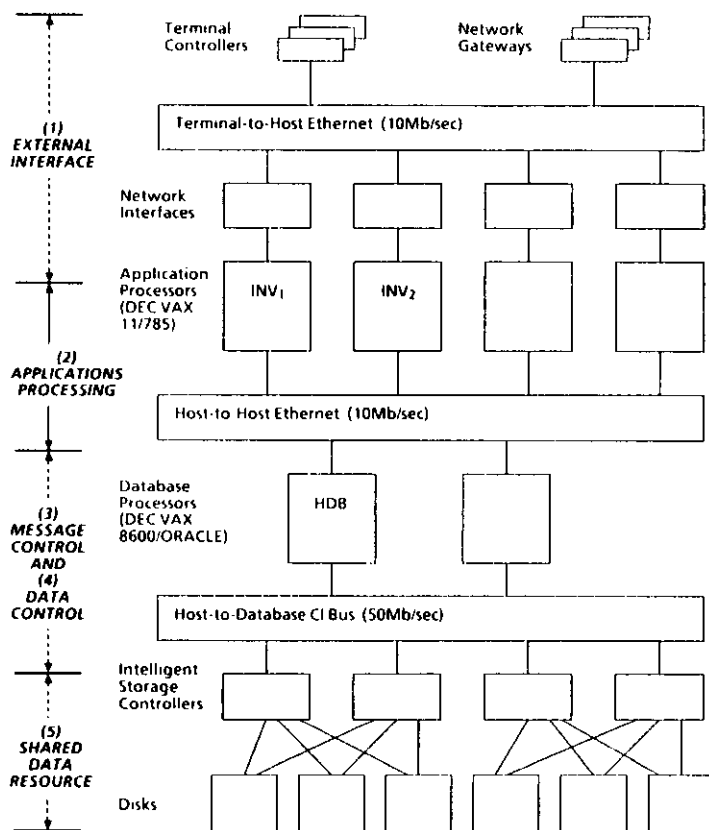 Terminal
Controllers
Network
Gateways
(1)
EXTERNAL
INTERFACE
Terminal-to-Host Ethernet (10Mb/sec)
Network
Interfaces
Application
Processors
(DEC VAX
11/785)
INV1
INV2
(2)
APPLICATIONS
PROCESSING
Host-to Host Ethernet (10Mb/sec)
Database
Processors
(DEC VAX
8600/ORACLE)
HDB
(3)
MESSAGE
CONTROL
AND
(4)
DATA
CONTROL
Host-to-Database CI Bus (50Mb/sec)
Intelligent
Storage
Controllers
(5)
SHARED
DATA
RESOURCE
Disks